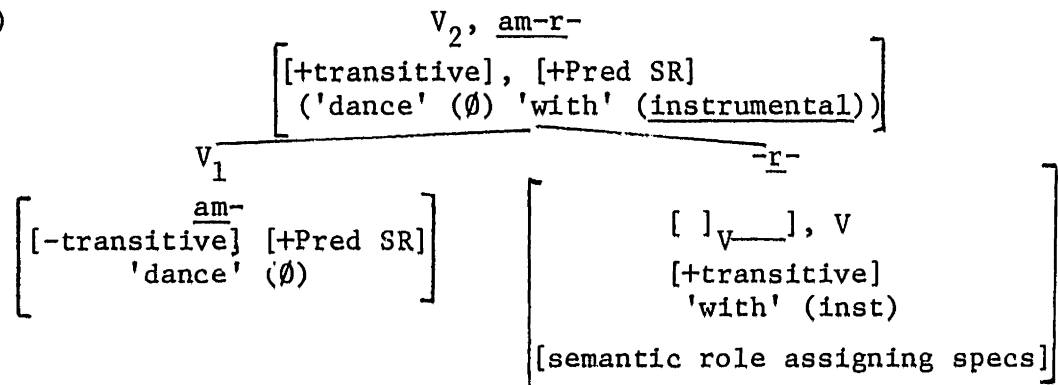 )
V₂, am-r-
[+transitive], [+Pred SR]
('dance' (Ø) 'with' (instrumental))
V₁ -r-
am-
[-transitive] [+Pred SR]
'dance' (Ø)
[ ]V___], V
[+transitive]
'with' (inst)
[semantic role assigning specs]